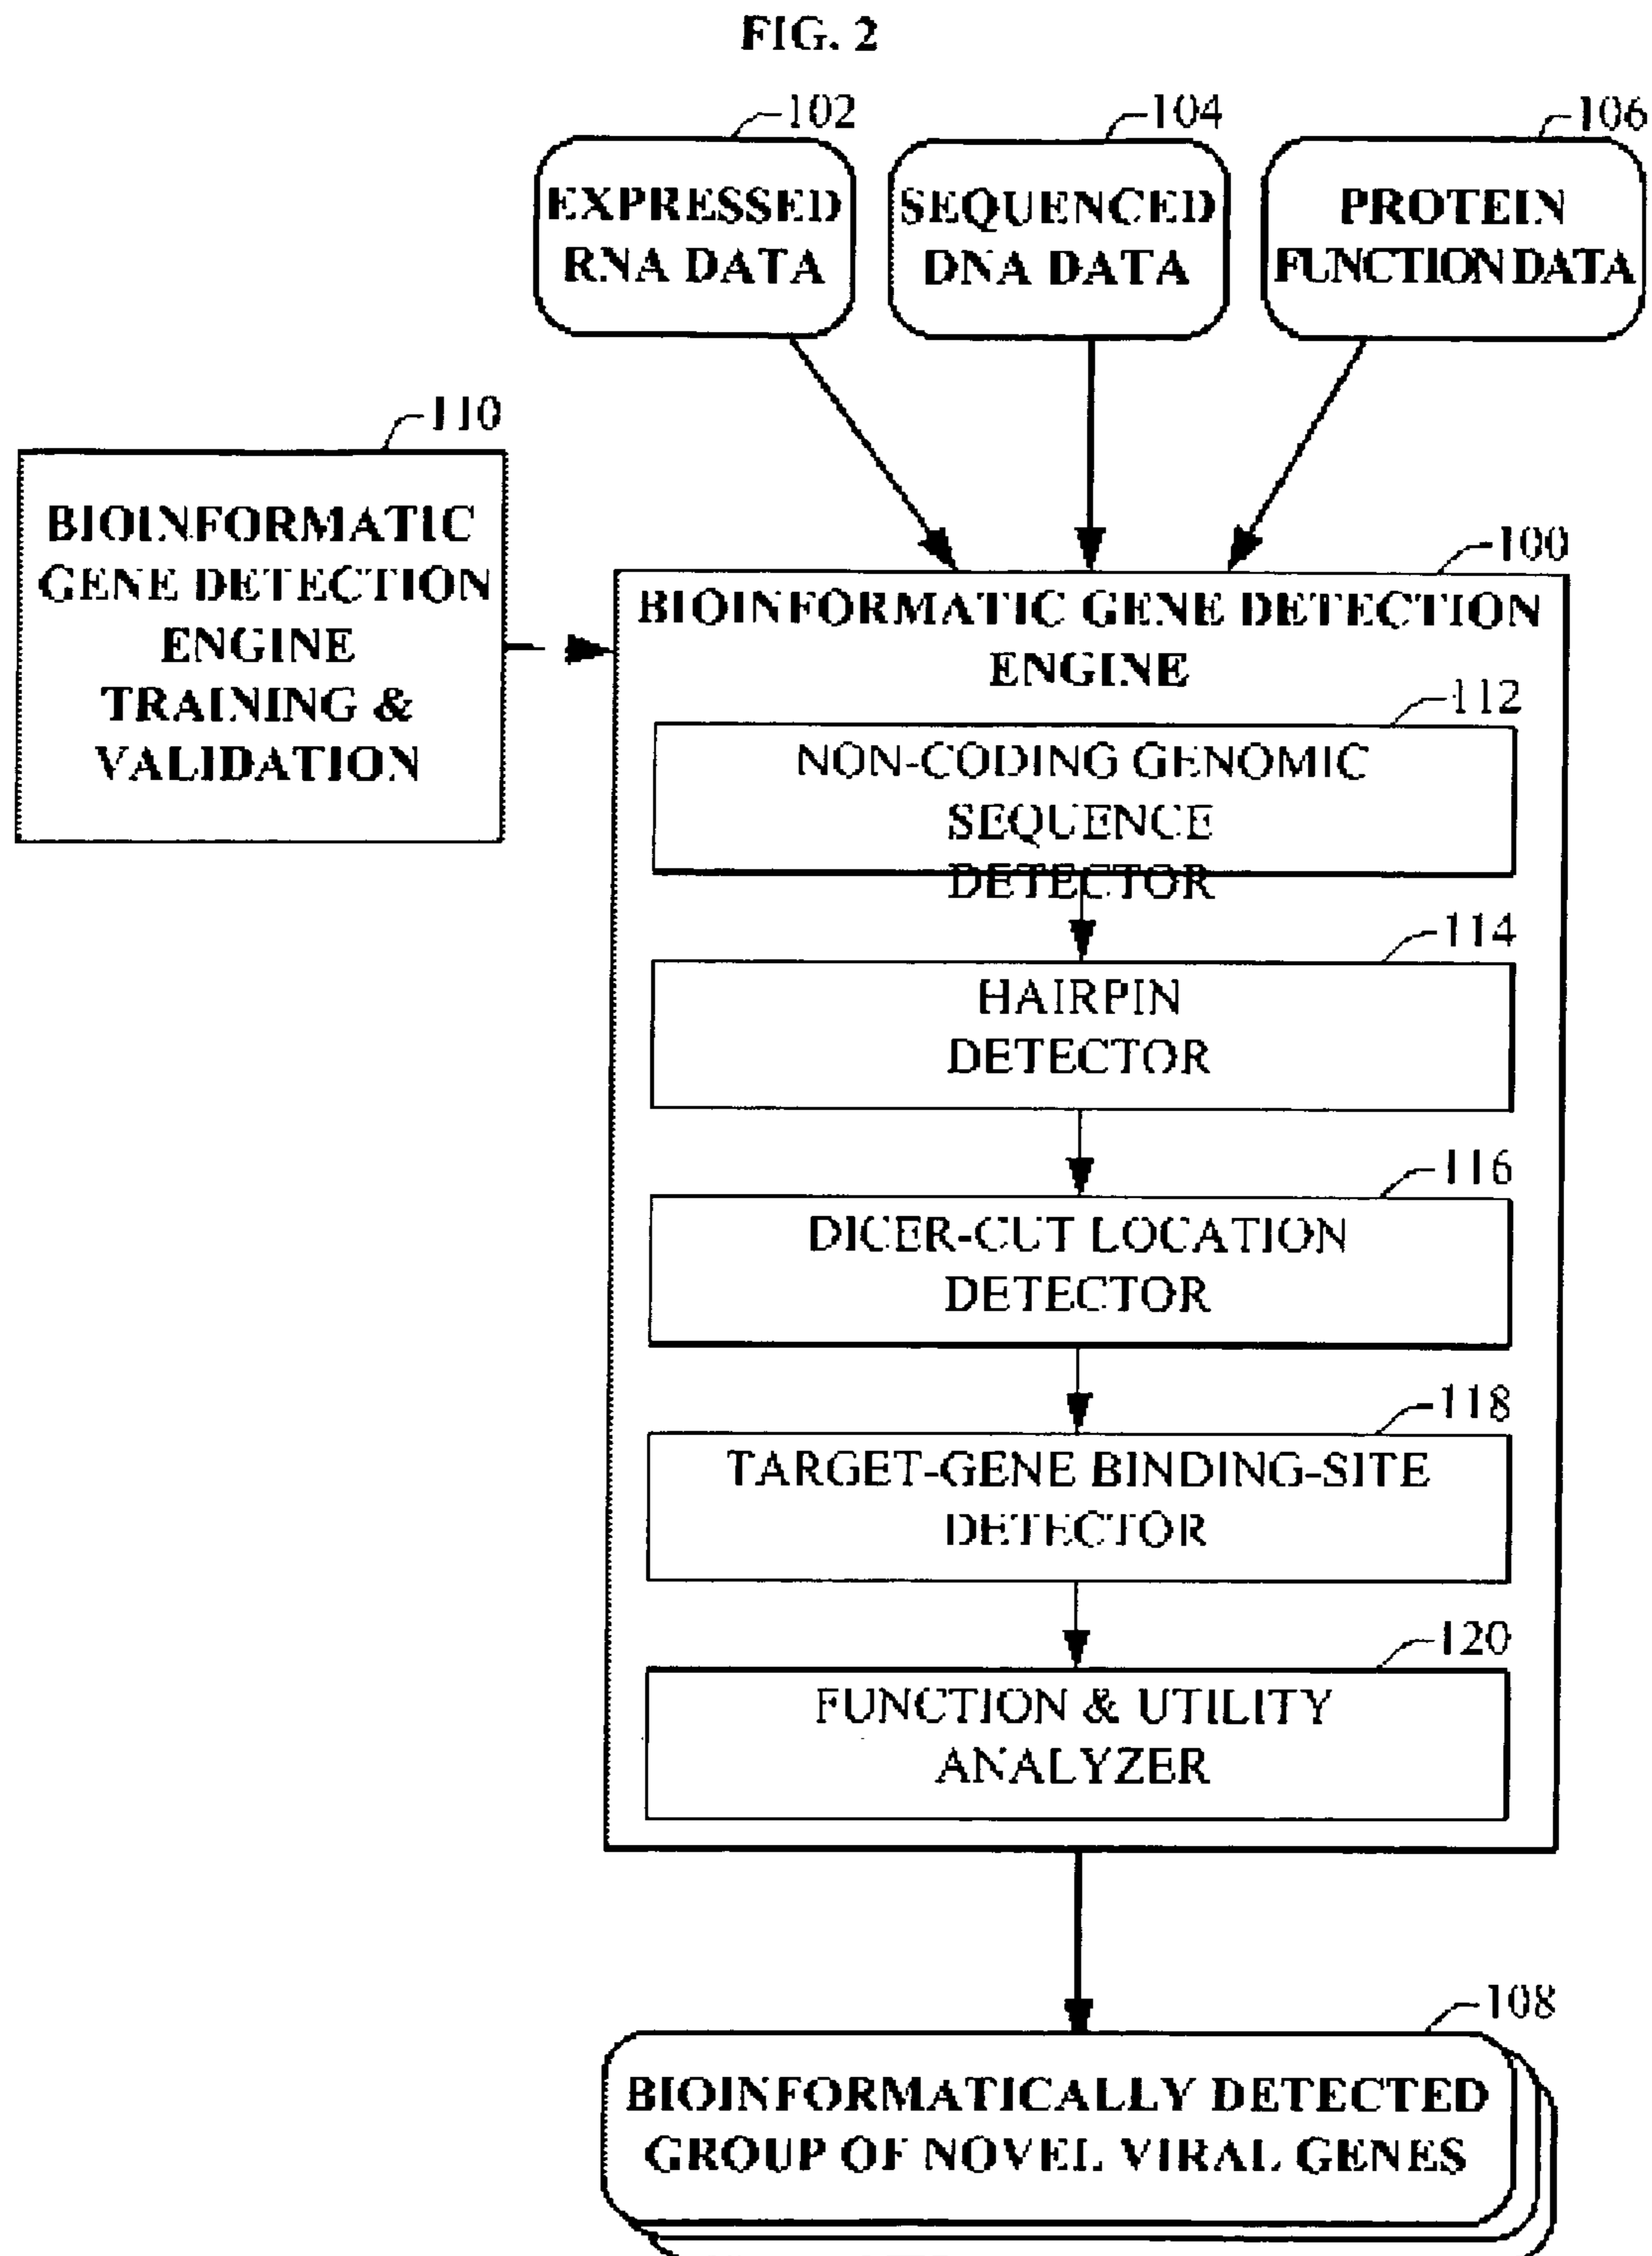 FIG. 2
102
104
106
EXPRESSED
RNA DATA
SEQUENCED
DNA DATA
PROTEIN
FUNCTION DATA
110
BIOINFORMATIC
GENE DETECTION
ENGINE
TRAINING &
VALIDATION
100
BIOINFORMATIC GENE DETECTION
ENGINE
112
NON-CODING GENOMIC
SEQUENCE
DETECTOR
114
HAIRPIN
DETECTOR
116
DICER-CUT LOCATION
DETECTOR
118
TARGET-GENE BINDING-SITE
DETECTOR
120
FUNCTION & UTILITY
ANALYZER
108
BIOINFORMATICALLY DETECTED
GROUP OF NOVEL VIRAL GENES